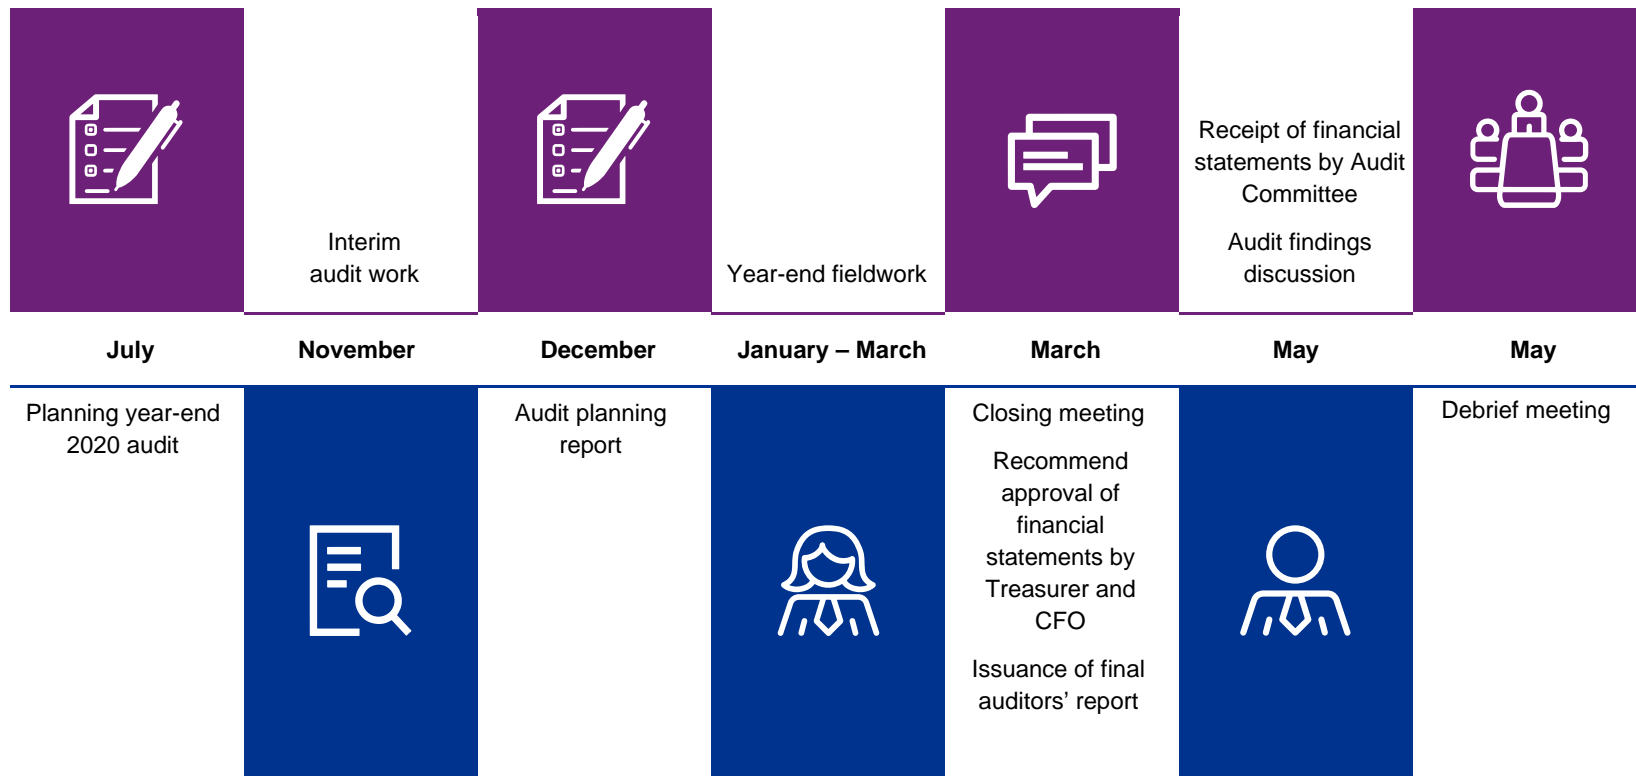 Interim
audit work
Year-end fieldwork
Receipt of financial
statements by Audit
Committee
Audit findings
discussion
July
November
December
January – March
March
May
May
Planning year-end
2020 audit
Audit planning
report
Closing meeting
Recommend
approval of
financial
statements by
Treasurer and
CFO
Issuance of final
auditors’ report
Debrief meeting